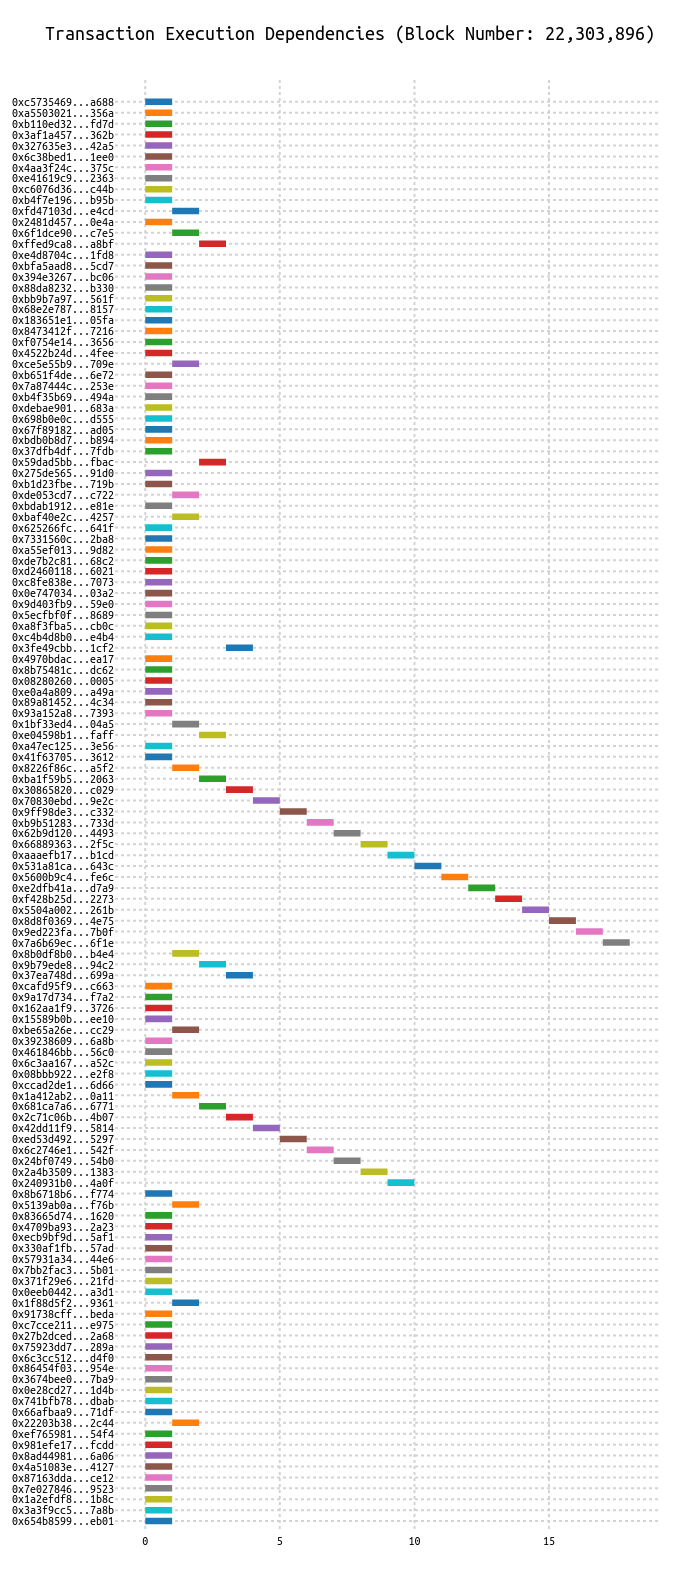 Transaction Execution Dependencies (Block Number: 22,303,896)
0xc5735469...a688
0xa5503021...356a
0xb110ed32...fd7d
0x3af1a457...362b
0x327635e3...42a5
0x6c38bed1...1ee0
0x4aa3f24c...375c
0xe41619c9...2363
0xc6076d36...c44b
0xb4f7e196...b95b
0xfd47103d...e4cd
0x2481d457...0e4a
0x6f1dce90...c7e5
0xffed9ca8...a8bf
0xe4d8704c...1fd8
0xbfa5aad8...5cd7
0x394e3267...bc06
0x88da8232...b330
0xbb9b7a97...561f
0x68e2e787...8157
0x183651e1...05fa
0x8473412f...7216
0xf0754e14...3656
0x4522b24d...4fee
0xce5e55b9...709e
0xb651f4de...6e72
0x7a87444c...253e
0xb4f35b69...494a
0xdebae901...683a
0x698b0e0c...d555
0x67f89182...ad05
0xbdb0b8d7...b894
0x37dfb4df...7fdb
0x59dad5bb...fbac
0x275de565...91d0
0xb1d23fbe...719b
0xde053cd7...c722
0xbdab1912...e81e
0xbaf40e2c...4257
0x625266fc...641f
0x7331560c...2ba8
0xa55ef013...9d82
0xde7b2c81...68c2
0xd2460118...6021
0xc8fe838e...7073
0x0e747034...03a2
0x9d403fb9...59e0
0x5ecfbf0f...8689
0xa8f3fba5...cb0c
0xc4b4d8b0...e4b4
0x3fe49cbb...1cf2
0x4970bdac...ea17
0x8b75481c...dc62
0x08280260...0005
0xe0a4a809...a49a
0x89a81452...4c34
0x93a152a8...7393
0x1bf33ed4...04a5
0xe04598b1...faff
0xa47ec125...3e56
0x41f63705...3612
0x8226f86c...a5f2
0xba1f59b5...2063
0x30865820...c029
0x70830ebd...9e2c
0x9ff98de3...c332
0xb9b51283...733d
0x62b9d120...4493
0x66889363...2f5c
0xaaaefb17...b1cd
0x531a81ca...643c
0x5600b9c4...fe6c
0xe2dfb41a...d7a9
0xf428b25d...2273
0x5504a002...261b
0x8d8f0369...4e75
0x9ed223fa...7b0f
0x7a6b69ec...6f1e
0x8b0df8b0...b4e4
0x9b79ede8...94c2
0x37ea748d...699a
0xcafd95f9...c663
0x9a17d734...f7a2
0x162aa1f9...3726
0x15589b0b...ee10
0xbe65a26e...cc29
0x39238609...6a8b
0x461846bb...56c0
0x6c3aa167...a52c
0x08bbb922...e2f8
0xccad2de1...6d66
0x1a412ab2...0a11
0x681ca7a6...6771
0x2c71c06b...4b07
0x42dd11f9...5814
0xed53d492...5297
0x6c2746e1...542f
0x24bf0749...54b0
0x2a4b3509...1383
0x240931b0...4a0f
0x8b6718b6...f774
0x5139ab0a...f76b
0x83665d74...1620
0x4709ba93...2a23
0xecb9bf9d...5af1
0x330af1fb...57ad
0x57931a34...44e6
0x7bb2fac3...5b01
0x371f29e6...21fd
0x0eeb0442...a3d1
0x1f88d5f2...9361
0x91738cff...beda
0xc7cce211...e975
0x27b2dced...2a68
0x75923dd7...289a
0x6c3cc512...d4f0
0x86454f03...954e
0x3674bee0...7ba9
0x0e28cd27...1d4b
0x741bfb78...dbab
0x66afbaa9...71df
0x22203b38...2c44
0xef765981...54f4
0x981efe17...fcdd
0x8ad44981...6a06
0x4a51083e...4127
0x87163dda...ce12
0x7e027846...9523
0x1a2efdf8...1b8c
0x3a3f9cc5...7a8b
0x654b8599...eb01
0 5 10 15